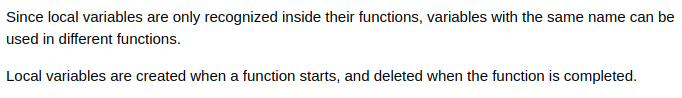 Since local variables are only recognized inside their functions, variables with the same name can be
used in different functions.
Local variables are created when a function starts, and deleted when the function is completed.